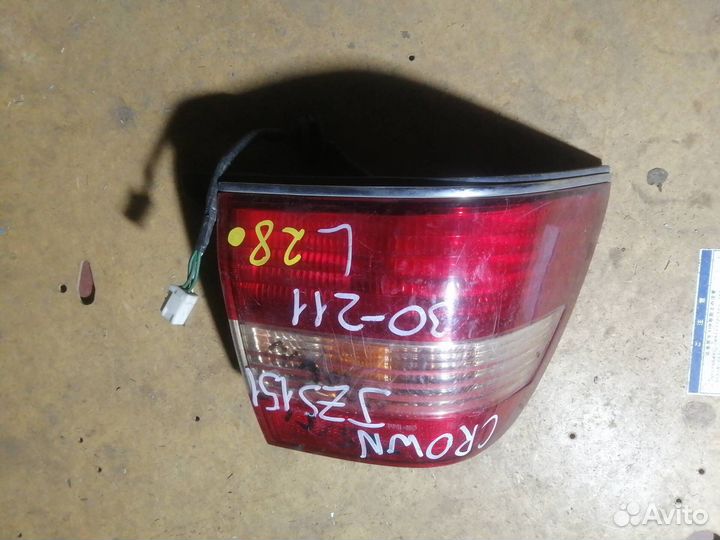 28.
L
30-211
JZS151
CROWN
Avito